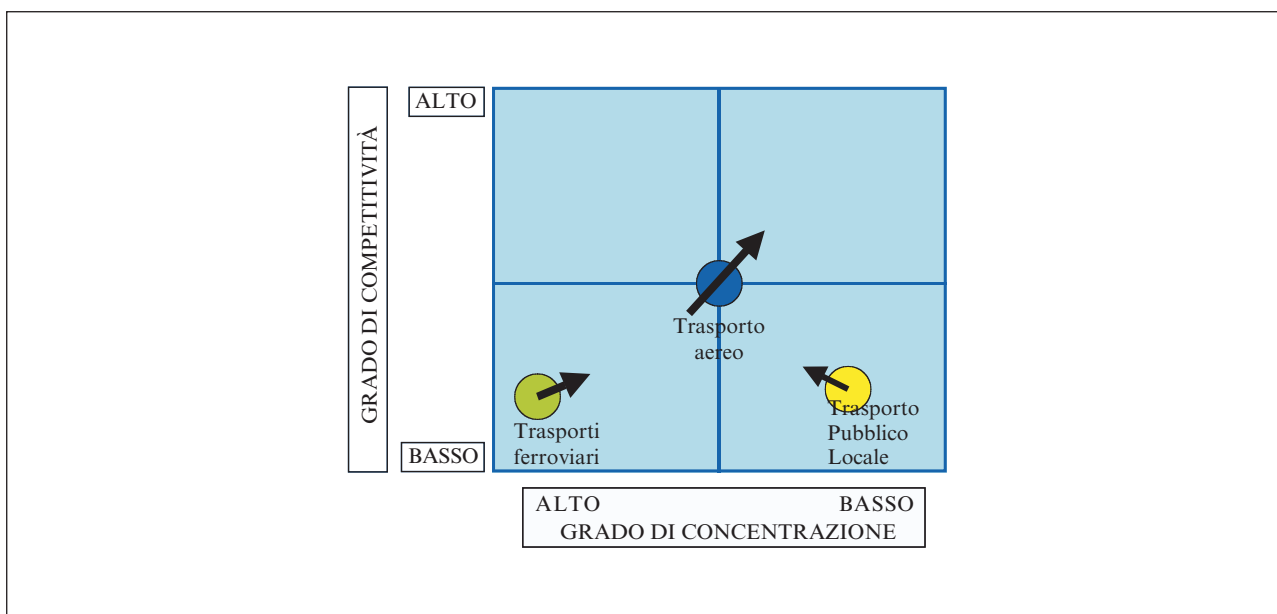 GRADO DI COMPETITIVITÀ
ALTO
BASSO
Trasporto
aereo
Trasporti
ferroviari
Trasporto
Pubblico
Locale
ALTO BASSO
GRADO DI CONCENTRAZIONE